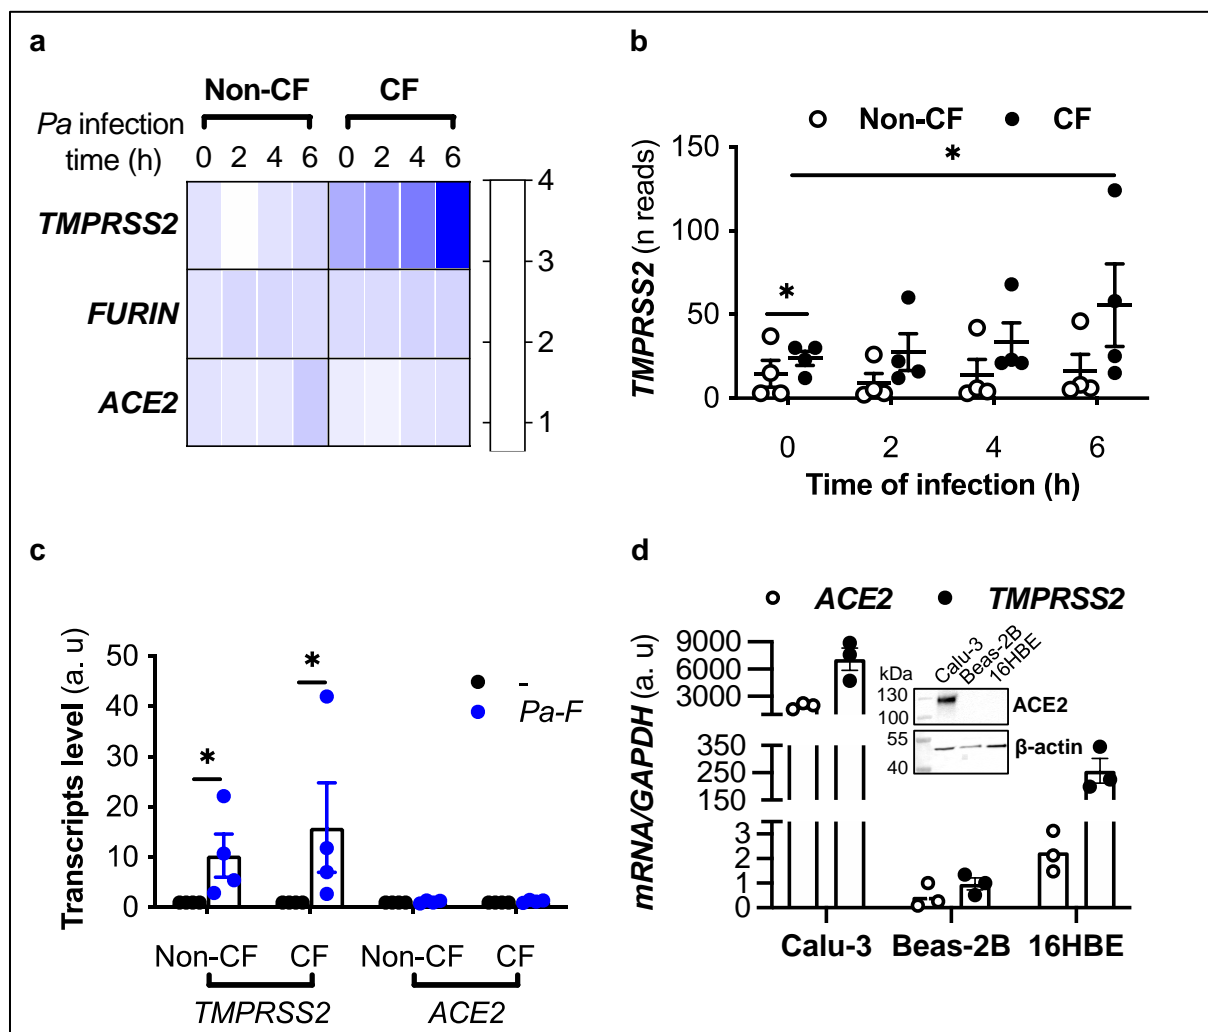 a
Non-CF CF
Pa infection
time (h) 0 2 4 6 0 2 4 6
TMPRSS2
FURIN
ACE2
4
3
2
1
b
Non-CF CF
*
*
TMPRSS2 (n reads)
150
100
50
0
0 2 4 6
Time of infection (h)
c
Transcripts level (a. u)
50
40
30
20
10
0
*
*
-
Pa-F
Non-CF CF Non-CF CF
TMPRSS2 ACE2
d
ACE2 TMPRSS2
mRNA/GAPDH (a. u)
9000
6000
3000
350
250
150
3
2
1
0
Calu-3 Beas-2B 16HBE
kDa
Calu-3
Beas-2B
16HBE
130
100
ACE2
55
40
β-actin